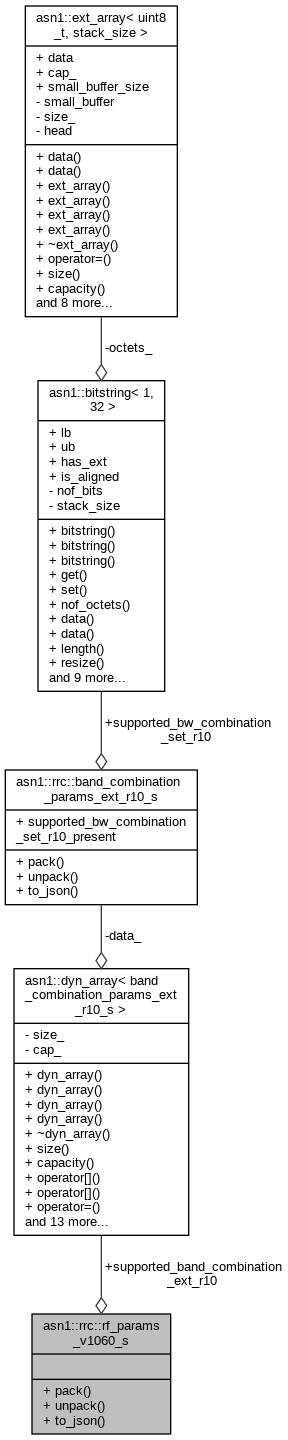 asn1::ext_array< uint8
_t, stack_size >
+ data
+ cap_
+ small_buffer_size
- small_buffer
- size_
- head
+ data()
+ data()
+ ext_array()
+ ext_array()
+ ext_array()
+ ext_array()
+ ~ext_array()
+ operator=()
+ size()
+ capacity()
and 8 more...
-octets_
asn1::bitstring< 1,
32 >
+ lb
+ ub
+ has_ext
+ is_aligned
- nof_bits
- stack_size
+ bitstring()
+ bitstring()
+ bitstring()
+ get()
+ set()
+ nof_octets()
+ data()
+ data()
+ length()
+ resize()
and 9 more...
+supported_bw_combination
_set_r10
asn1::rrc::band_combination
_params_ext_r10_s
+ supported_bw_combination
_set_r10_present
+ pack()
+ unpack()
+ to_json()
-data_
asn1::dyn_array< band
_combination_params_ext
_r10_s >
- size_
- cap_
+ dyn_array()
+ dyn_array()
+ dyn_array()
+ dyn_array()
+ ~dyn_array()
+ size()
+ capacity()
+ operator[]()
+ operator[]()
+ operator=()
and 13 more...
+supported_band_combination
_ext_r10
asn1::rrc::rf_params
_v1060_s
+ pack()
+ unpack()
+ to_json()